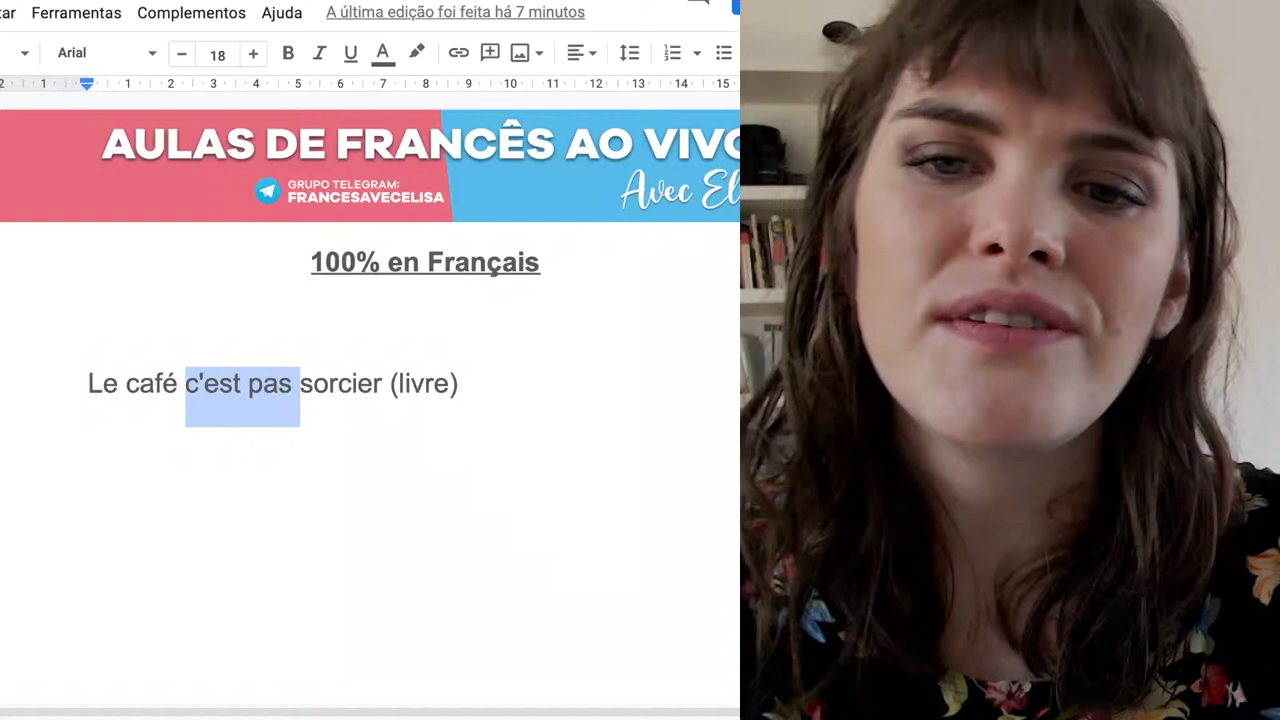 Ferramentas Complementos Ajuda A última edição foi feita há 7 minutos
Arial 18
2 1 1 2 3 4 5 6 7 8 9 10 11 12 13 14 15
AULAS DE FRANCÊS AO VIVO
GRUPO TELEGRAM:
FRANCESAVECELISA
Avec El
100% en Français
Le café c'est pas sorcier (livre)